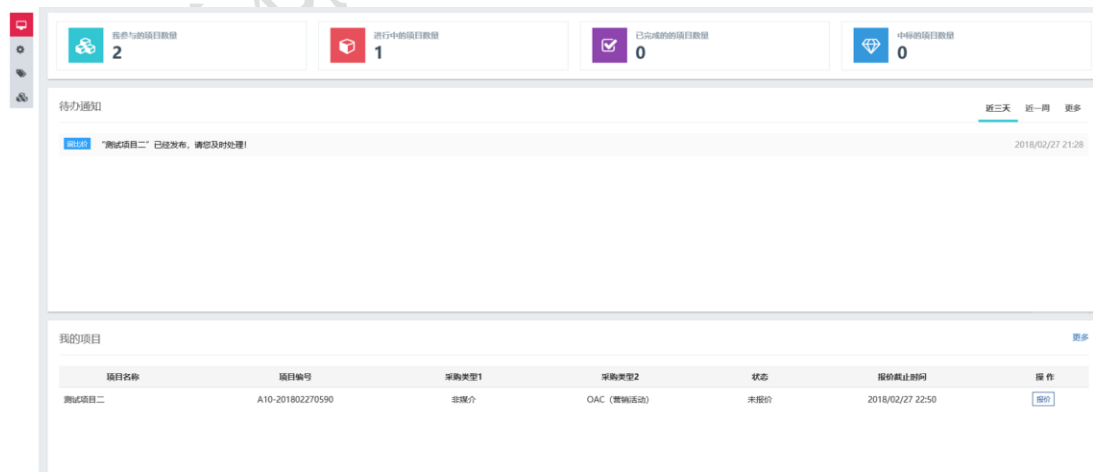 我参与的项目数量
2
进行中的项目数量
1
已完成的的项目数量
0
中标的项目数量
0
待办通知
近三天 近一周 更多
“测试项目二”已经发布，请您及时处理！ 2018/02/27 21:28
我的项目 更多
项目名称 项目编号 采购类型1 采购类型2 状态 报价截止时间 操作
测试项目二 A10-201802270590 非媒介 OAC（营销活动） 未报价 2018/02/27 22:50 报价